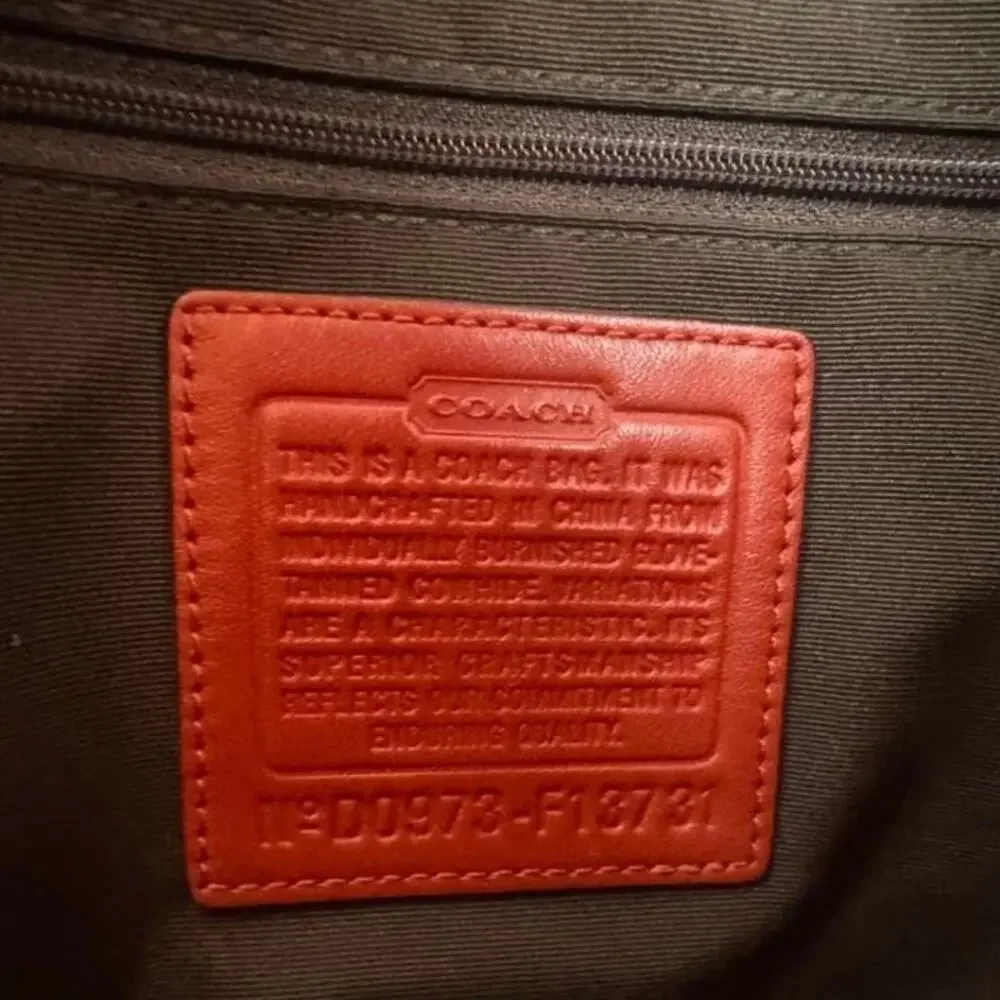 COACH
THIS IS A COACH BAG. IT WAS
HANDCRAFTED IN CHINA FROM
INDIVIDUALLY BURNISHED GLOVE-
TANNED COWHIDE. VARIATIONS
ARE A CHARACTERISTIC. ITS
SUPERIOR CRAFTSMANSHIP
REFLECTS OUR COMMITMENT TO
ENDURING QUALITY.
Nº D0973-F13731